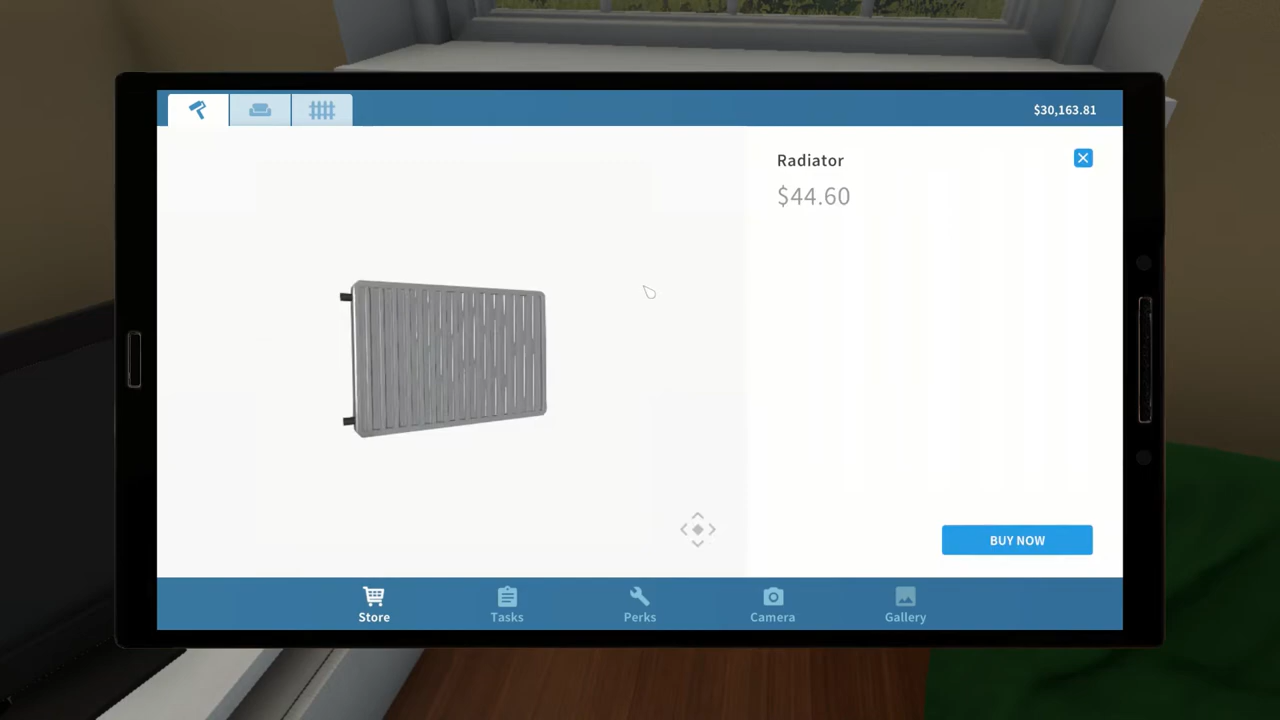 $30,163.81
Radiator
$44.60
BUY NOW
Store
Tasks
Perks
Camera
Gallery